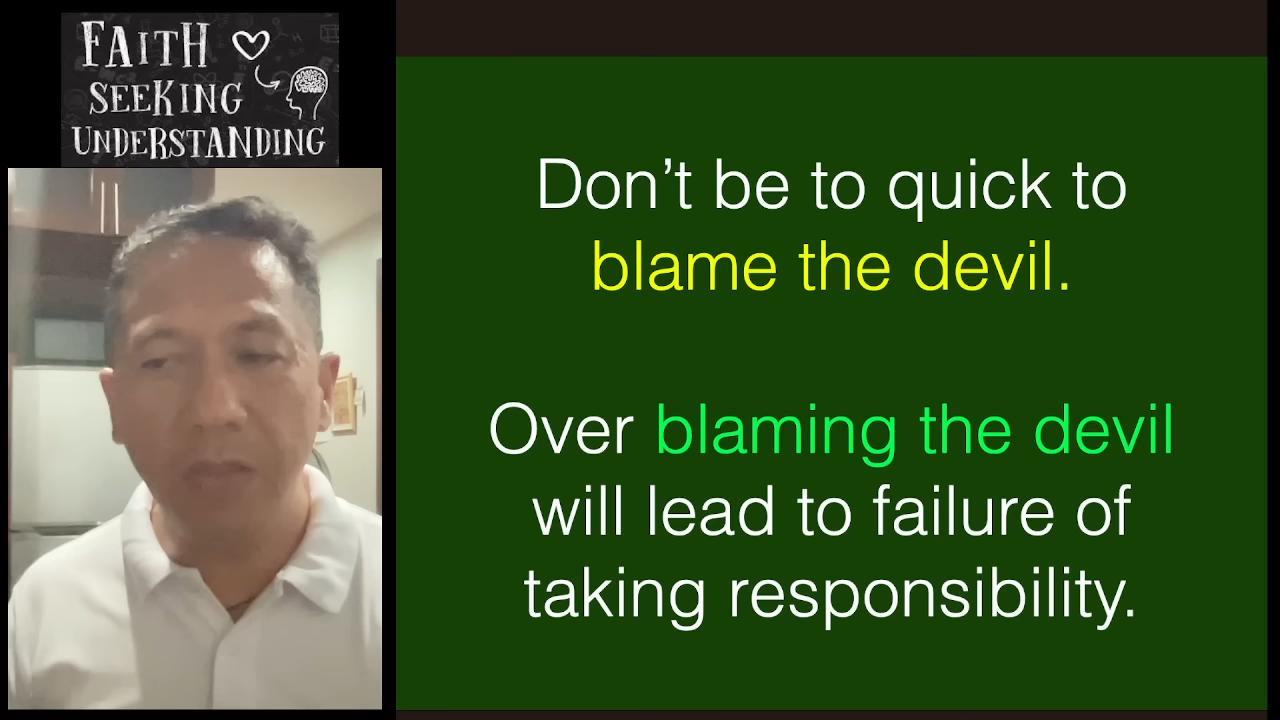 FAITH
SEEKING
UNDERSTANDING
Don't be to quick to
blame the devil.
Over blaming the devil
will lead to failure of
taking responsibility.